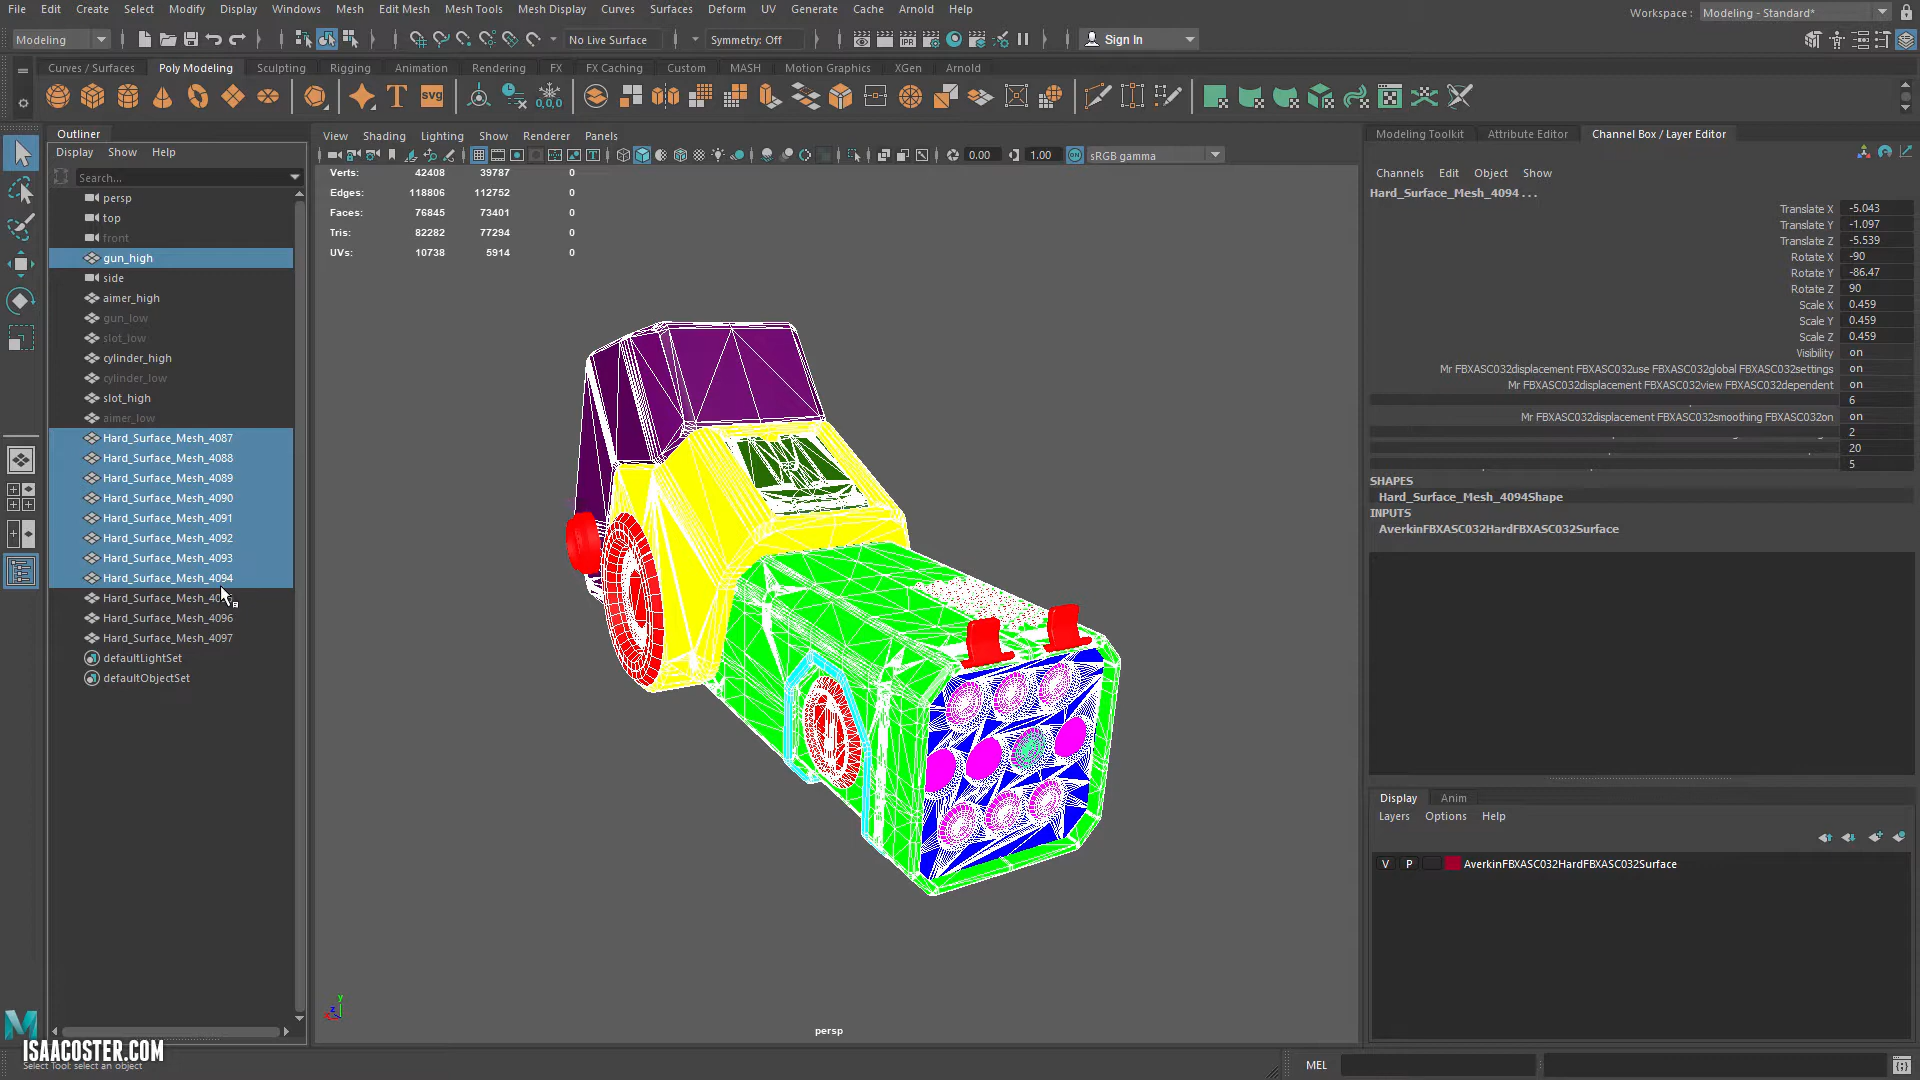 File Edit Create Select Modify Display Windows Mesh Edit Mesh Mesh Tools Mesh Display Curves Surfaces Deform UV Generate Cache Arnold Help
Workspace : Modeling - Standard*
Modeling
No Live Surface
Symmetry: Off
Sign In
Curves / Surfaces Poly Modeling Sculpting Rigging Animation Rendering FX FX Caching Custom MASH Motion Graphics XGen Arnold
svg
0,0,0
Outliner
Display Show Help
Search...
persp
top
front
gun_high
side
aimer_high
gun_low
slot_low
cylinder_high
cylinder_low
slot_high
aimer_low
Hard_Surface_Mesh_4087
Hard_Surface_Mesh_4088
Hard_Surface_Mesh_4089
Hard_Surface_Mesh_4090
Hard_Surface_Mesh_4091
Hard_Surface_Mesh_4092
Hard_Surface_Mesh_4093
Hard_Surface_Mesh_4094
Hard_Surface_Mesh_4096
Hard_Surface_Mesh_4097
defaultLightSet
defaultObjectSet
View Shading Lighting Show Renderer Panels
IPR
0.00
1.00
ON
sRGB gamma
Verts: 42408 39787 0
Edges: 118806 112752 0
Faces: 76845 73401 0
Tris: 82282 77294 0
UVs: 10738 5914 0
y
z
persp
Modeling Toolkit Attribute Editor Channel Box / Layer Editor
Channels Edit Object Show
Hard_Surface_Mesh_4094 . . .
Translate X -5.043
Translate Y -1.097
Translate Z -5.539
Rotate X -90
Rotate Y -86.47
Rotate Z 90
Scale X 0.459
Scale Y 0.459
Scale Z 0.459
Visibility on
Mr FBXASC032displacement FBXASC032use FBXASC032global FBXASC032settings on
Mr FBXASC032displacement FBXASC032view FBXASC032dependent on
6
Mr FBXASC032displacement FBXASC032smoothing FBXASC032on on
2
20
5
SHAPES
Hard_Surface_Mesh_4094Shape
INPUTS
AverkinFBXASC032HardFBXASC032Surface
Display Anim
Layers Options Help
V P AverkinFBXASC032HardFBXASC032Surface
M
ISAACOSTER.COM
Select Tool: select an object
MEL